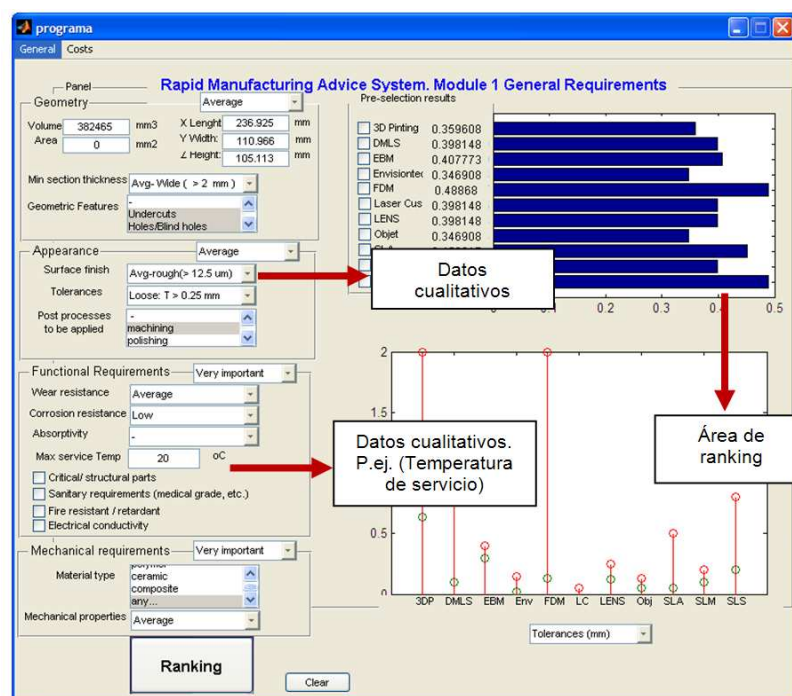 programa
General Costs
Panel
Rapid Manufacturing Advice System. Module 1 General Requirements
Geometry
Average
Volume 382465 mm3
Area 0 mm2
X Lenght 236.925 mm
Y Width: 110.966 mm
Z Height: 105.113 mm
Min section thickness Avg- Wide ( > 2 mm )
Geometric Features
-
Undercuts
Holes/Blind holes
Appearance
Average
Surface finish Avg-rough(> 12.5 um)
Tolerances Loose: T > 0.25 mm
Post processes
to be applied
-
machining
polishing
Functional Requirements
Very important
Wear resistance Average
Corrosion resistance Low
Absorptivity -
Max service Temp 20 oC
Critical/ structural parts
Sanitary requirements (medical grade, etc.)
Fire resistant / retardant
Electrical conductivity
Mechanical requirements
Very important
Material type
ceramic
composite
any...
Mechanical properties Average
Ranking
Clear
Pre-selection results
3D Pinting 0.359608
DMLS 0.398148
EBM 0.407773
Envisiontec 0.346908
FDM 0.48868
Laser Cus 0.398148
LENS 0.398148
Objet 0.346908
0.4 0.5
Datos
cualitativos
2
1.5
0.5
0
Datos cualitativos.
P.ej. (Temperatura
de servicio)
Área de
ranking
3DP DMLS EBM Env FDM LC LENS Obj SLA SLM SLS
Tolerances (mm)